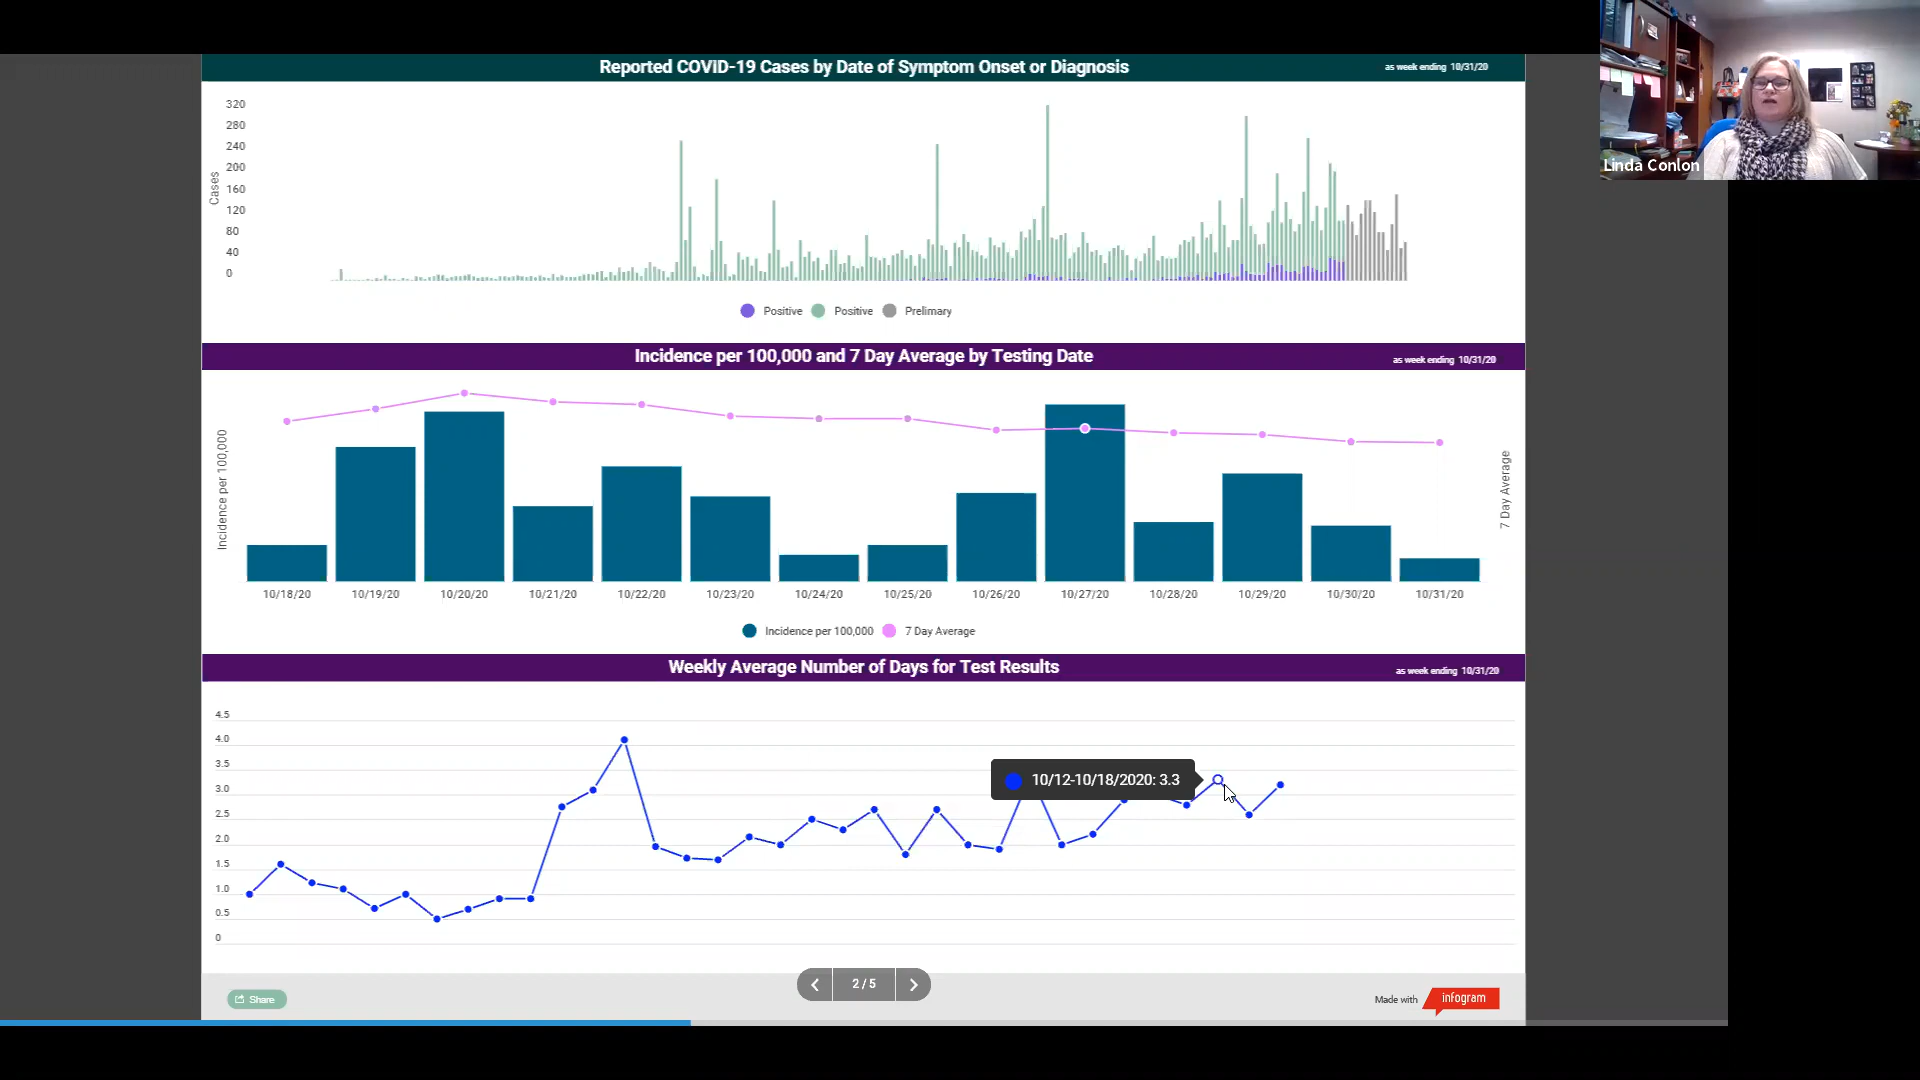 Reported COVID-19 Cases by Date of Symptom Onset or Diagnosis
as week ending 10/31/20
Linda Conlon
Cases
320
280
240
200
160
120
80
40
0
Positive
Positive
Prelimary
Incidence per 100,000 and 7 Day Average by Testing Date
as week ending 10/31/20
Incidence per 100,000
7 Day Average
10/18/20 10/19/20 10/20/20 10/21/20 10/22/20 10/23/20 10/24/20 10/25/20 10/26/20 10/27/20 10/28/20 10/29/20 10/30/20 10/31/20
Incidence per 100,000
7 Day Average
Weekly Average Number of Days for Test Results
as week ending 10/31/20
4.5
4.0
3.5
3.0
2.5
2.0
1.5
1.0
0.5
0
10/12-10/18/2020: 3.3
2 / 5
Share
Made with
infogram